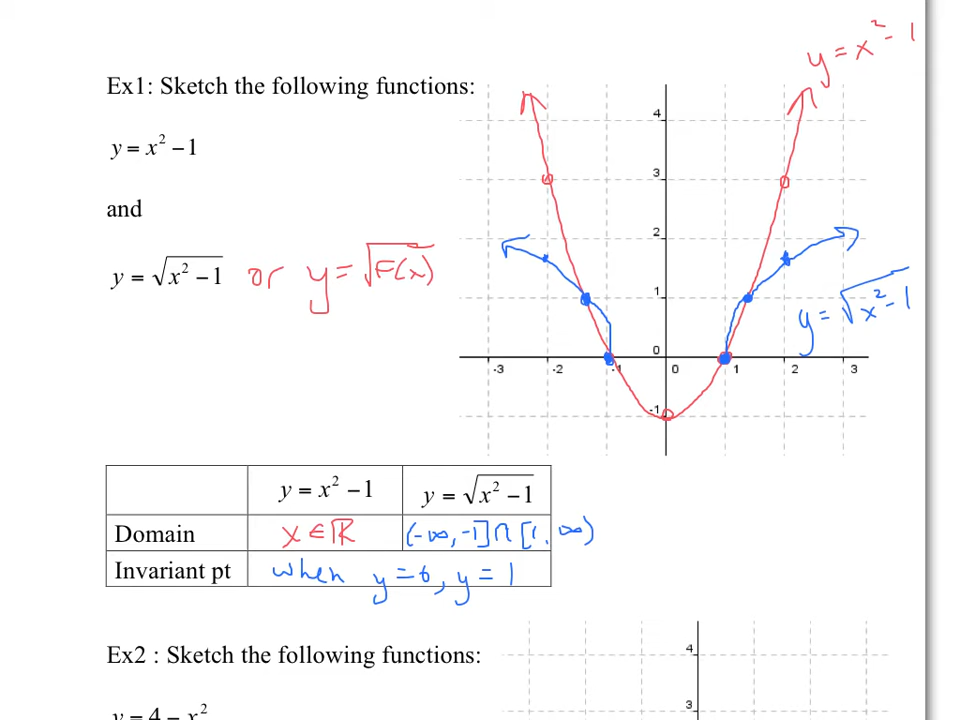 y = x² - 1
Ex1: Sketch the following functions:
y = x² − 1
and
y = √(x² − 1) or y = √F(x)
4
3
2
1
0
-1
-3 -2 -1 0 1 2 3
y = √(x² - 1)
y = x² − 1 y = √(x² − 1)
Domain x ∈ ℝ (-∞, -1] ∩ [1, ∞)
Invariant pt when y = 0, y = 1
Ex2 : Sketch the following functions:
4
3
y = 4 − x²